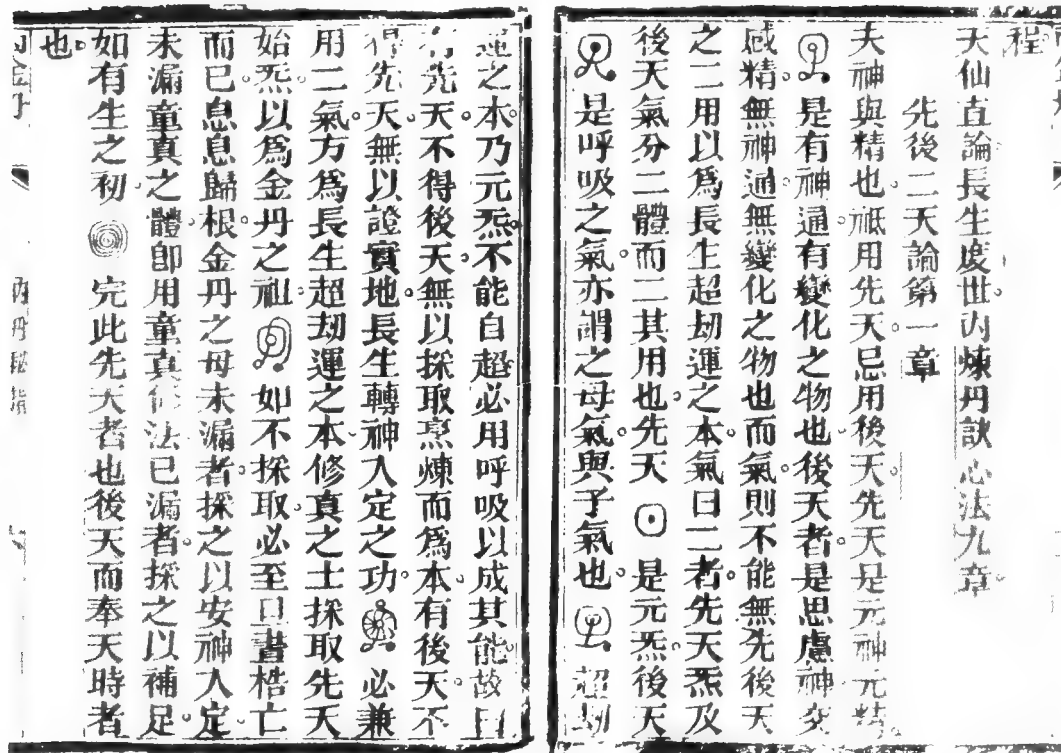 程
天仙直論長生度世內煉丹訣心法九章
先後二天論第一章
夫神與精也祗用先天忌用後天先天是元神元精
是有神通有變化之物也後天者是思慮神交
感精無神通無變化之物也而氣則不能無先後天
之二用以為長生超劫運之本氣曰二者先天炁及
後天氣分二體而二其用也先天 是元炁後天
是呼吸之氣亦謂之母氣與子氣也 超劫
運之本乃元炁不能自超必用呼吸以成其能故曰
有先天不得後天無以採取烹煉而為本有後天不
得先天無以證實地長生轉神入定之功 必兼
用二氣方為長生超劫運之本修真之士採取先天
始炁以為金丹之祖 如不採取必至旦晝梏亡
而已息息歸根金丹之母未漏者採之以安神入定
未漏童真之體即用童真修法已漏者採之以補足
如有生之初 完此先天者也後天而奉天時者
也
內丹秘指